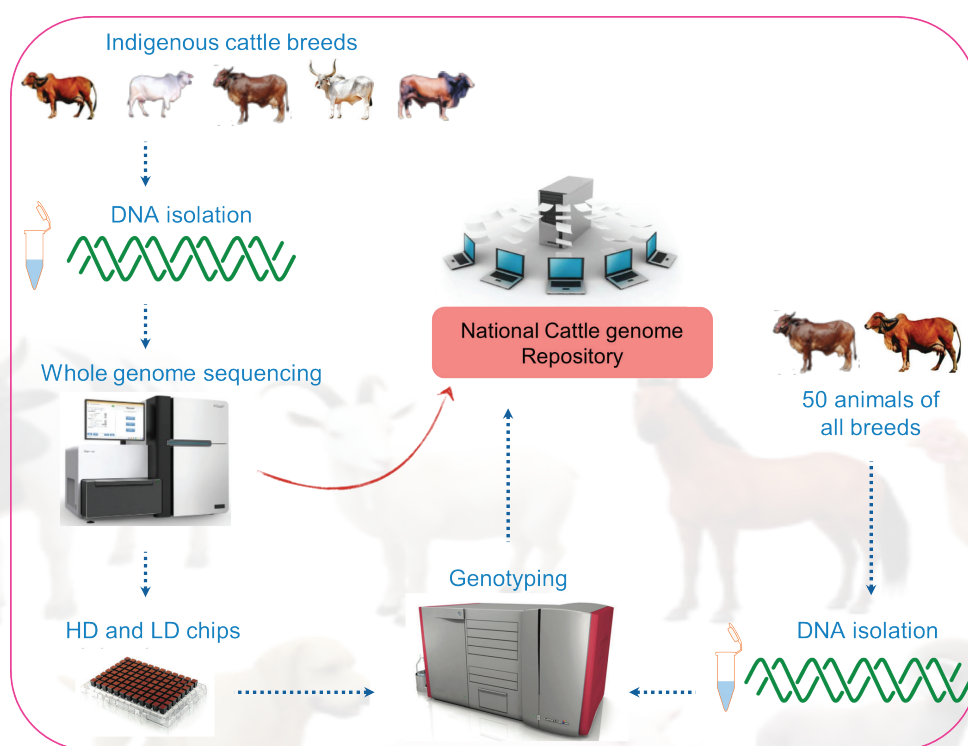 Indigenous cattle breeds
DNA isolation
Whole genome sequencing
HD and LD chips
National Cattle genome
Repository
Genotyping
50 animals of
all breeds
DNA isolation